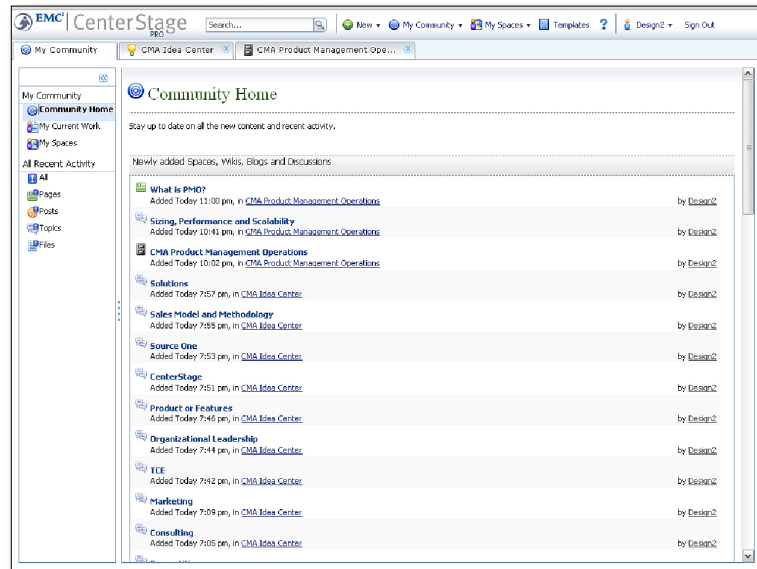 EMC² CenterStage PRO
Search...
New
My Community
My Spaces
Templates
?
Design2
Sign Out
My Community
CMA Idea Center
CMA Product Management Ope...
My Community
Community Home
My Current Work
My Spaces
All Recent Activity
All
Pages
Posts
Topics
Files
Community Home
Stay up to date on all the new content and recent activity.
Newly added Spaces, Wikis, Blogs and Discussions
What is PMO?
Added Today 11:00 pm, in CMA Product Management Operations by Design2
Sizing, Performance and Scalability
Added Today 10:41 pm, in CMA Product Management Operations by Design2
CMA Product Management Operations
Added Today 10:02 pm, in CMA Product Management Operations by Design2
Solutions
Added Today 7:57 pm, in CMA Idea Center by Design2
Sales Model and Methodology
Added Today 7:55 pm, in CMA Idea Center by Design2
Source One
Added Today 7:53 pm, in CMA Idea Center by Design2
CenterStage
Added Today 7:51 pm, in CMA Idea Center by Design2
Product or Features
Added Today 7:46 pm, in CMA Idea Center by Design2
Organizational Leadership
Added Today 7:44 pm, in CMA Idea Center by Design2
TCE
Added Today 7:42 pm, in CMA Idea Center by Design2
Marketing
Added Today 7:09 pm, in CMA Idea Center by Design2
Consulting
Added Today 7:05 pm, in CMA Idea Center by Design2